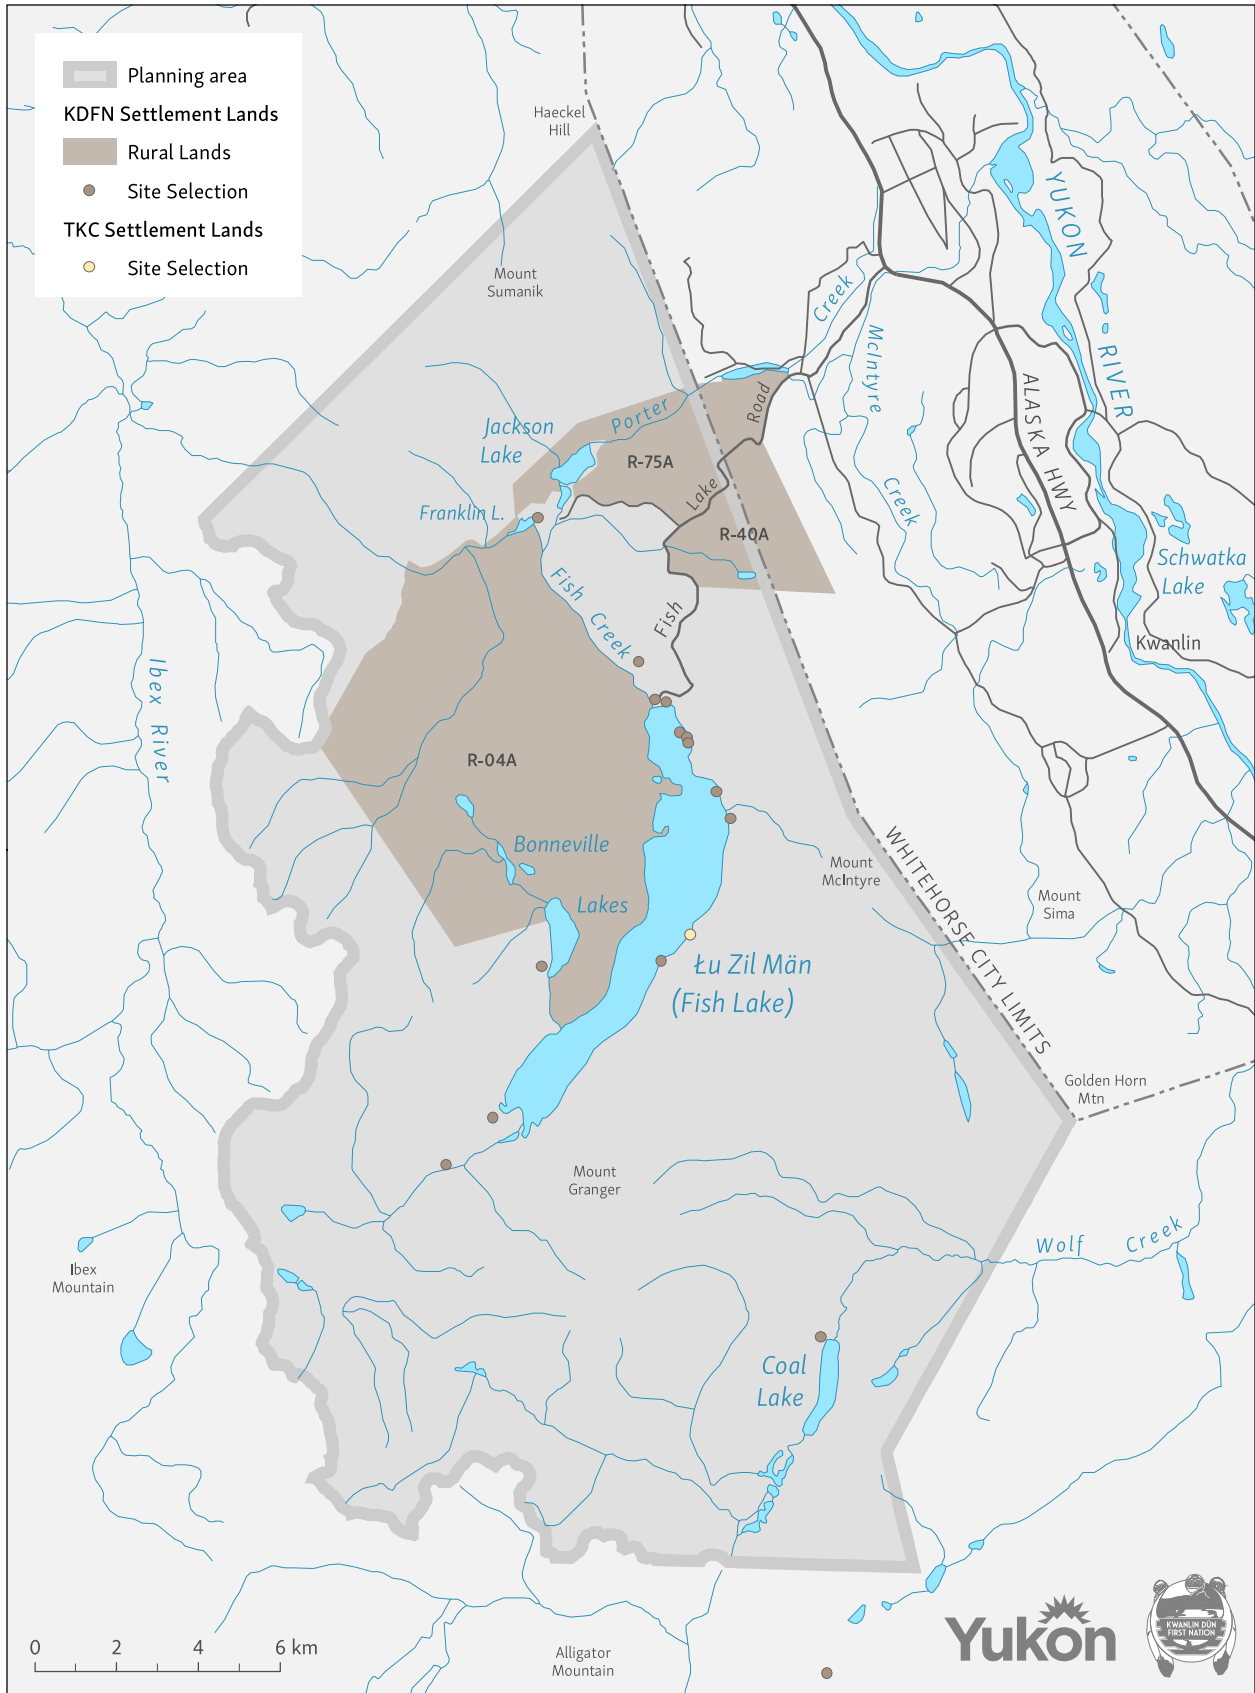 Planning area
KDFN Settlement Lands
Rural Lands
Site Selection
TKC Settlement Lands
Site Selection
Haeckel
Hill
Mount
Sumanik
YUKON
RIVER
Creek
McIntyre
Creek
ALASKA HWY
Jackson
Lake
Porter
Road
Lake
Fish
R-75A
Franklin L.
R-40A
Schwatka
Lake
Fish
Creek
Kwanlin
Ibex River
R-04A
Bonneville
Lakes
Mount
McIntyre
WHITEHORSE CITY LIMITS
Mount
Sima
Łu Zil Män
(Fish Lake)
Golden Horn
Mtn
Mount
Granger
Wolf Creek
Ibex
Mountain
Coal
Lake
Alligator
Mountain
0 2 4 6 km
Yukon
KWANLIN DÜN
FIRST NATION